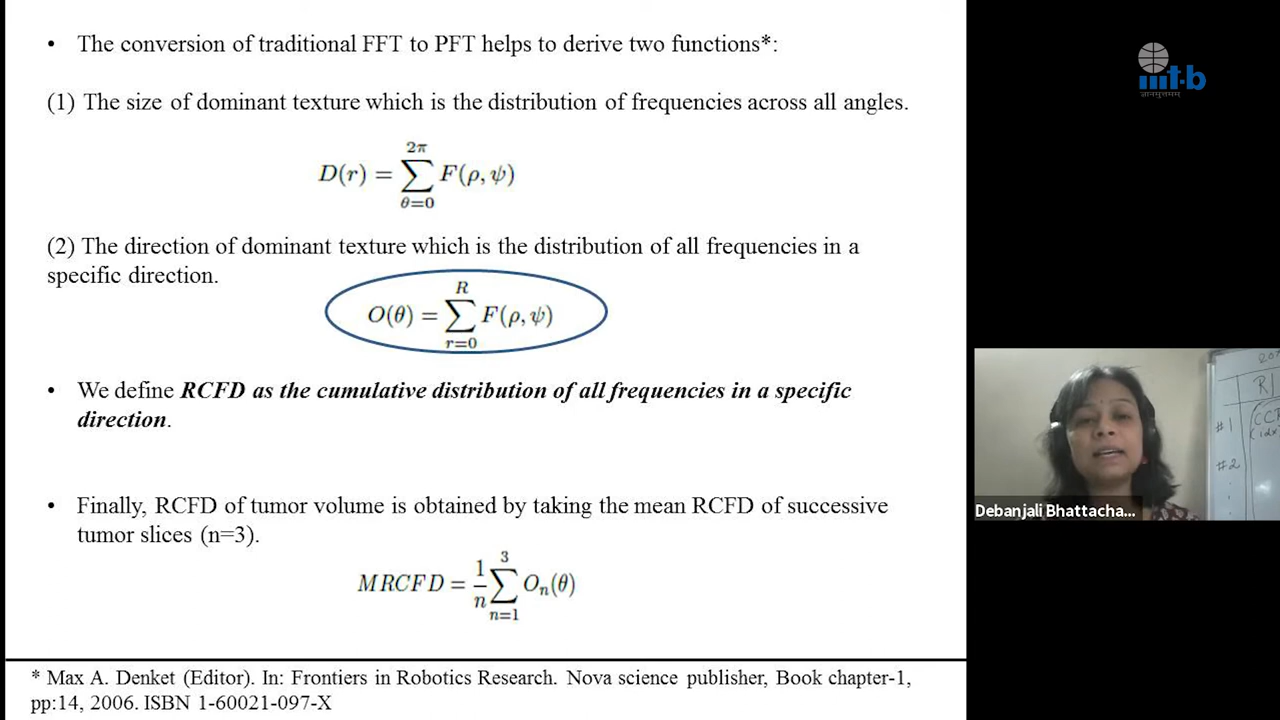 • The conversion of traditional FFT to PFT helps to derive two functions*:
(1) The size of dominant texture which is the distribution of frequencies across all angles.
D(r) = ∑_{θ=0}^{2π} F(ρ, ψ)
(2) The direction of dominant texture which is the distribution of all frequencies in a
specific direction.
O(θ) = ∑_{r=0}^{R} F(ρ, ψ)
• We define RCFD as the cumulative distribution of all frequencies in a specific
direction.
• Finally, RCFD of tumor volume is obtained by taking the mean RCFD of successive
tumor slices (n=3).
MRCFD = \frac{1}{n} ∑_{n=1}^{3} O_n(θ)
* Max A. Denket (Editor). In: Frontiers in Robotics Research. Nova science publisher, Book chapter-1,
pp:14, 2006. ISBN 1-60021-097-X
iiit-b
ज्ञानमुत्तमम्
#1
#2
Debanjali Bhattacha...